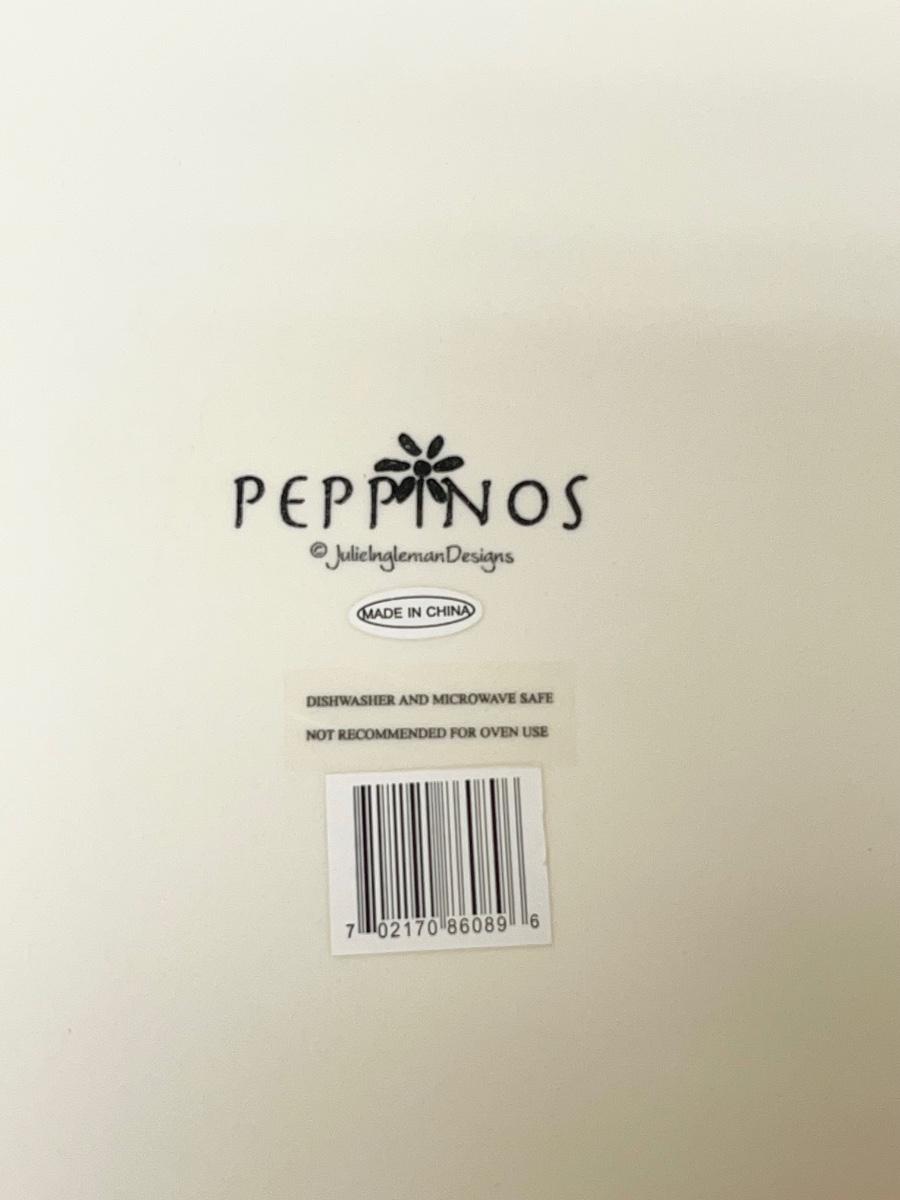 PEPPINOS
© JulieInglemanDesigns
MADE IN CHINA
DISHWASHER AND MICROWAVE SAFE
NOT RECOMMENDED FOR OVEN USE
7 02170 86089 6